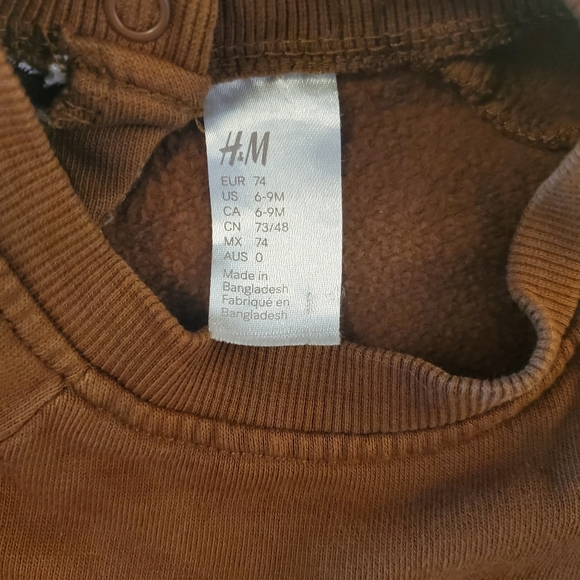 H&M
EUR 74
US 6-9M
CA 6-9M
CN 73/48
MX 74
AUS 0
Made in
Bangladesh
Fabriqué en
Bangladesh